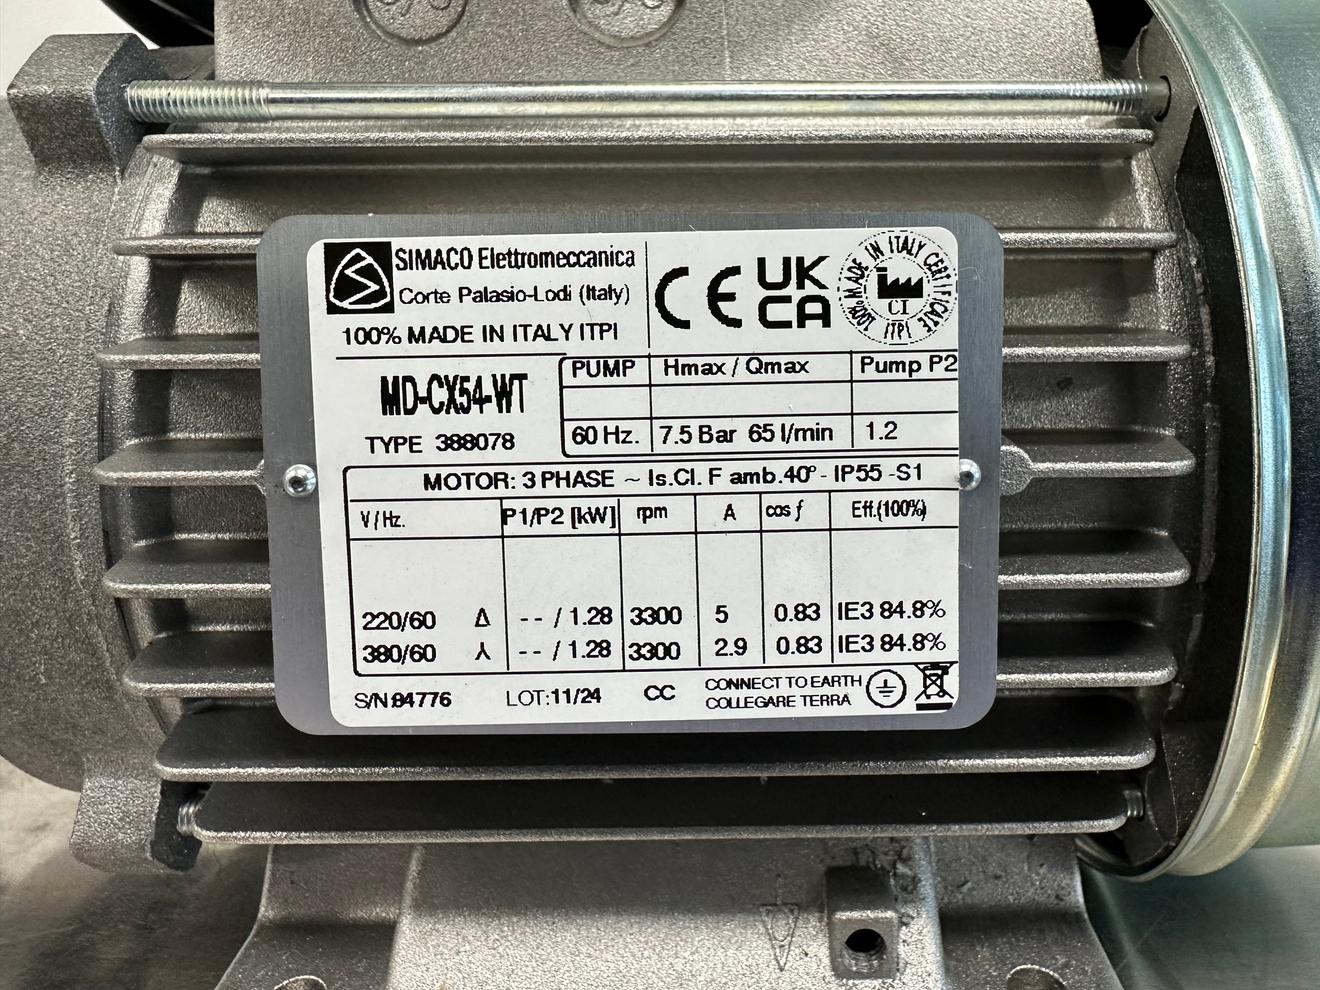 SIMACO Elettromeccanica
Corte Palasio-Lodi (Italy)
100% MADE IN ITALY ITPI
CE UK CA
100% MADE IN ITALY CERTIFICATE
CI
ITPI
MD-CX54-WT
TYPE 388078
PUMP Hmax / Qmax Pump P2
60 Hz. 7.5 Bar 65 l/min 1.2
MOTOR: 3 PHASE ~ Is.Cl. F amb.40° - IP55 -S1
V/Hz. P1/P2 [kW] rpm A cos ƒ Eff.(100%)
220/60 Δ - - / 1.28 3300 5 0.83 IE3 84.8%
380/60 ⅄ - - / 1.28 3300 2.9 0.83 IE3 84.8%
S/N:94776 LOT:11/24 CC
CONNECT TO EARTH
COLLEGARE TERRA